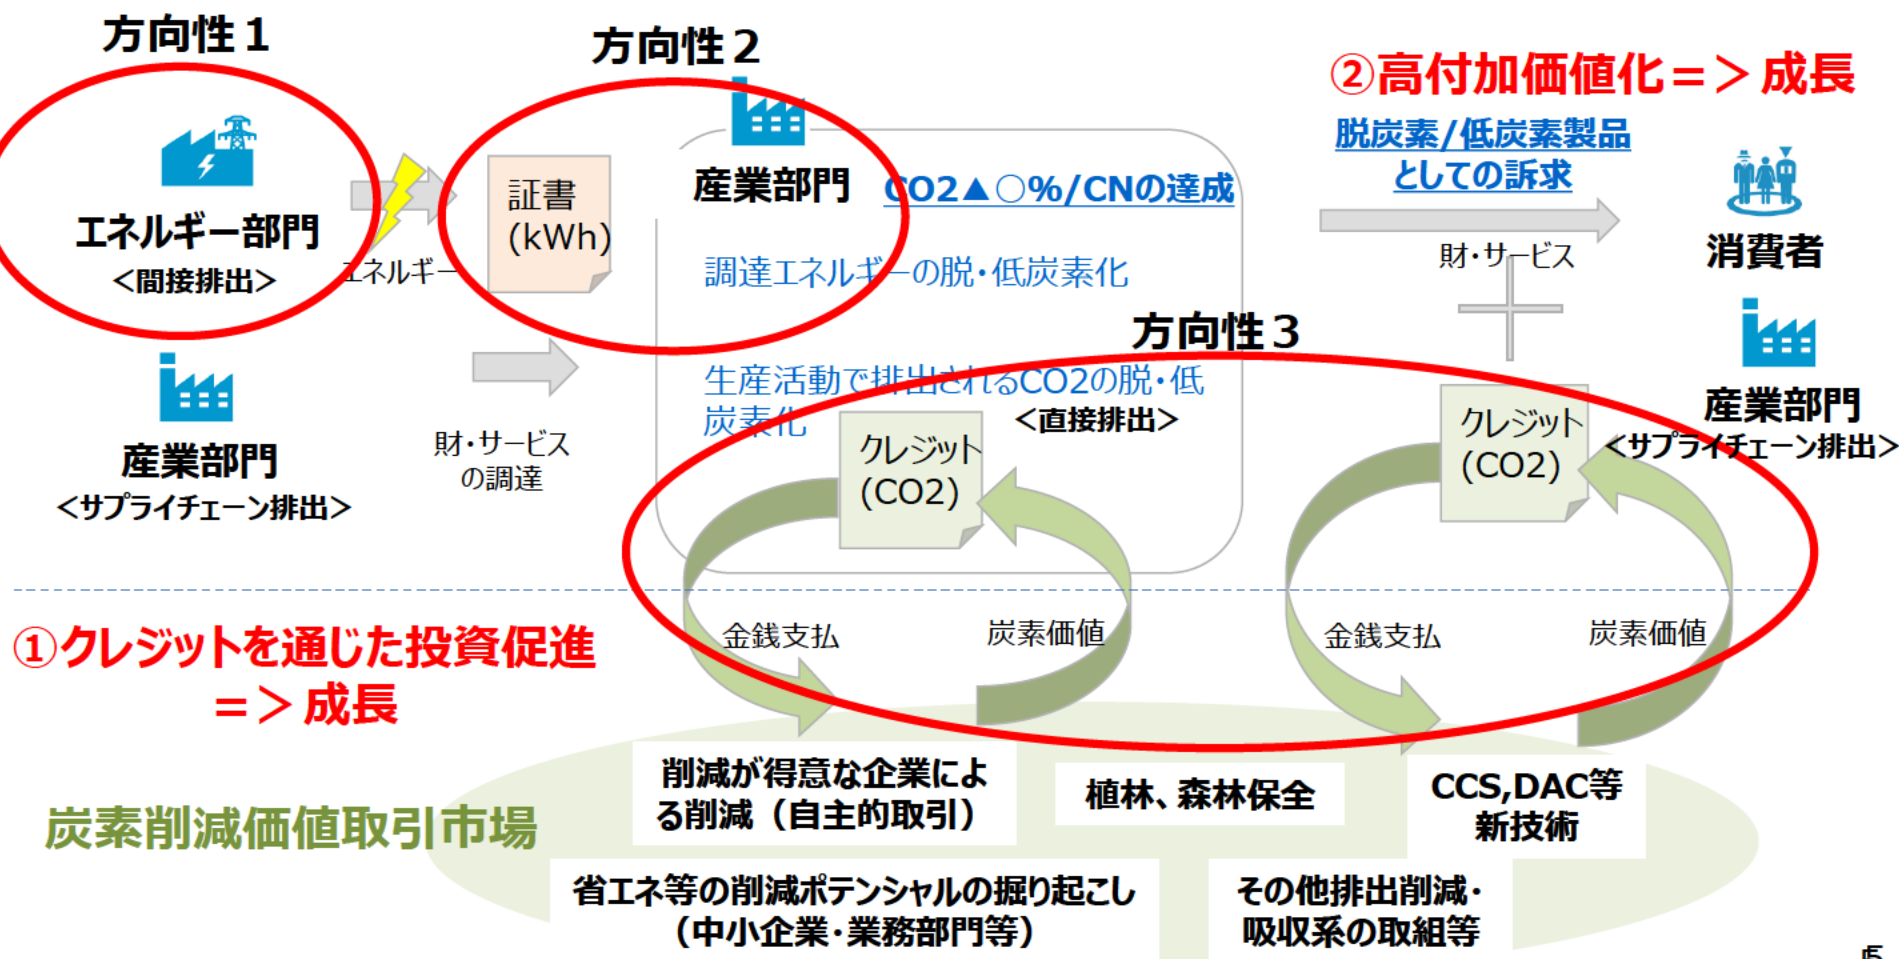 方向性1
方向性2
②高付加価値化=>成長
脱炭素/低炭素製品
としての訴求
エネルギー部門
<間接排出>
エネルギー
証書
(kWh)
産業部門
CO2▲○%/CNの達成
調達エネルギーの脱・低炭素化
財・サービス
消費者
方向性3
産業部門
<サプライチェーン排出>
財・サービス
の調達
生産活動で排出されるCO2の脱・低
炭素化
<直接排出>
クレジット
(CO2)
クレジット
(CO2)
産業部門
<サプライチェーン排出>
①クレジットを通じた投資促進
=>成長
金銭支払
炭素価値
金銭支払
炭素価値
炭素削減価値取引市場
削減が得意な企業によ
る削減(自主的取引)
植林、森林保全
CCS,DAC等
新技術
省エネ等の削減ポテンシャルの掘り起こし
(中小企業・業務部門等)
その他排出削減・
吸収系の取組等